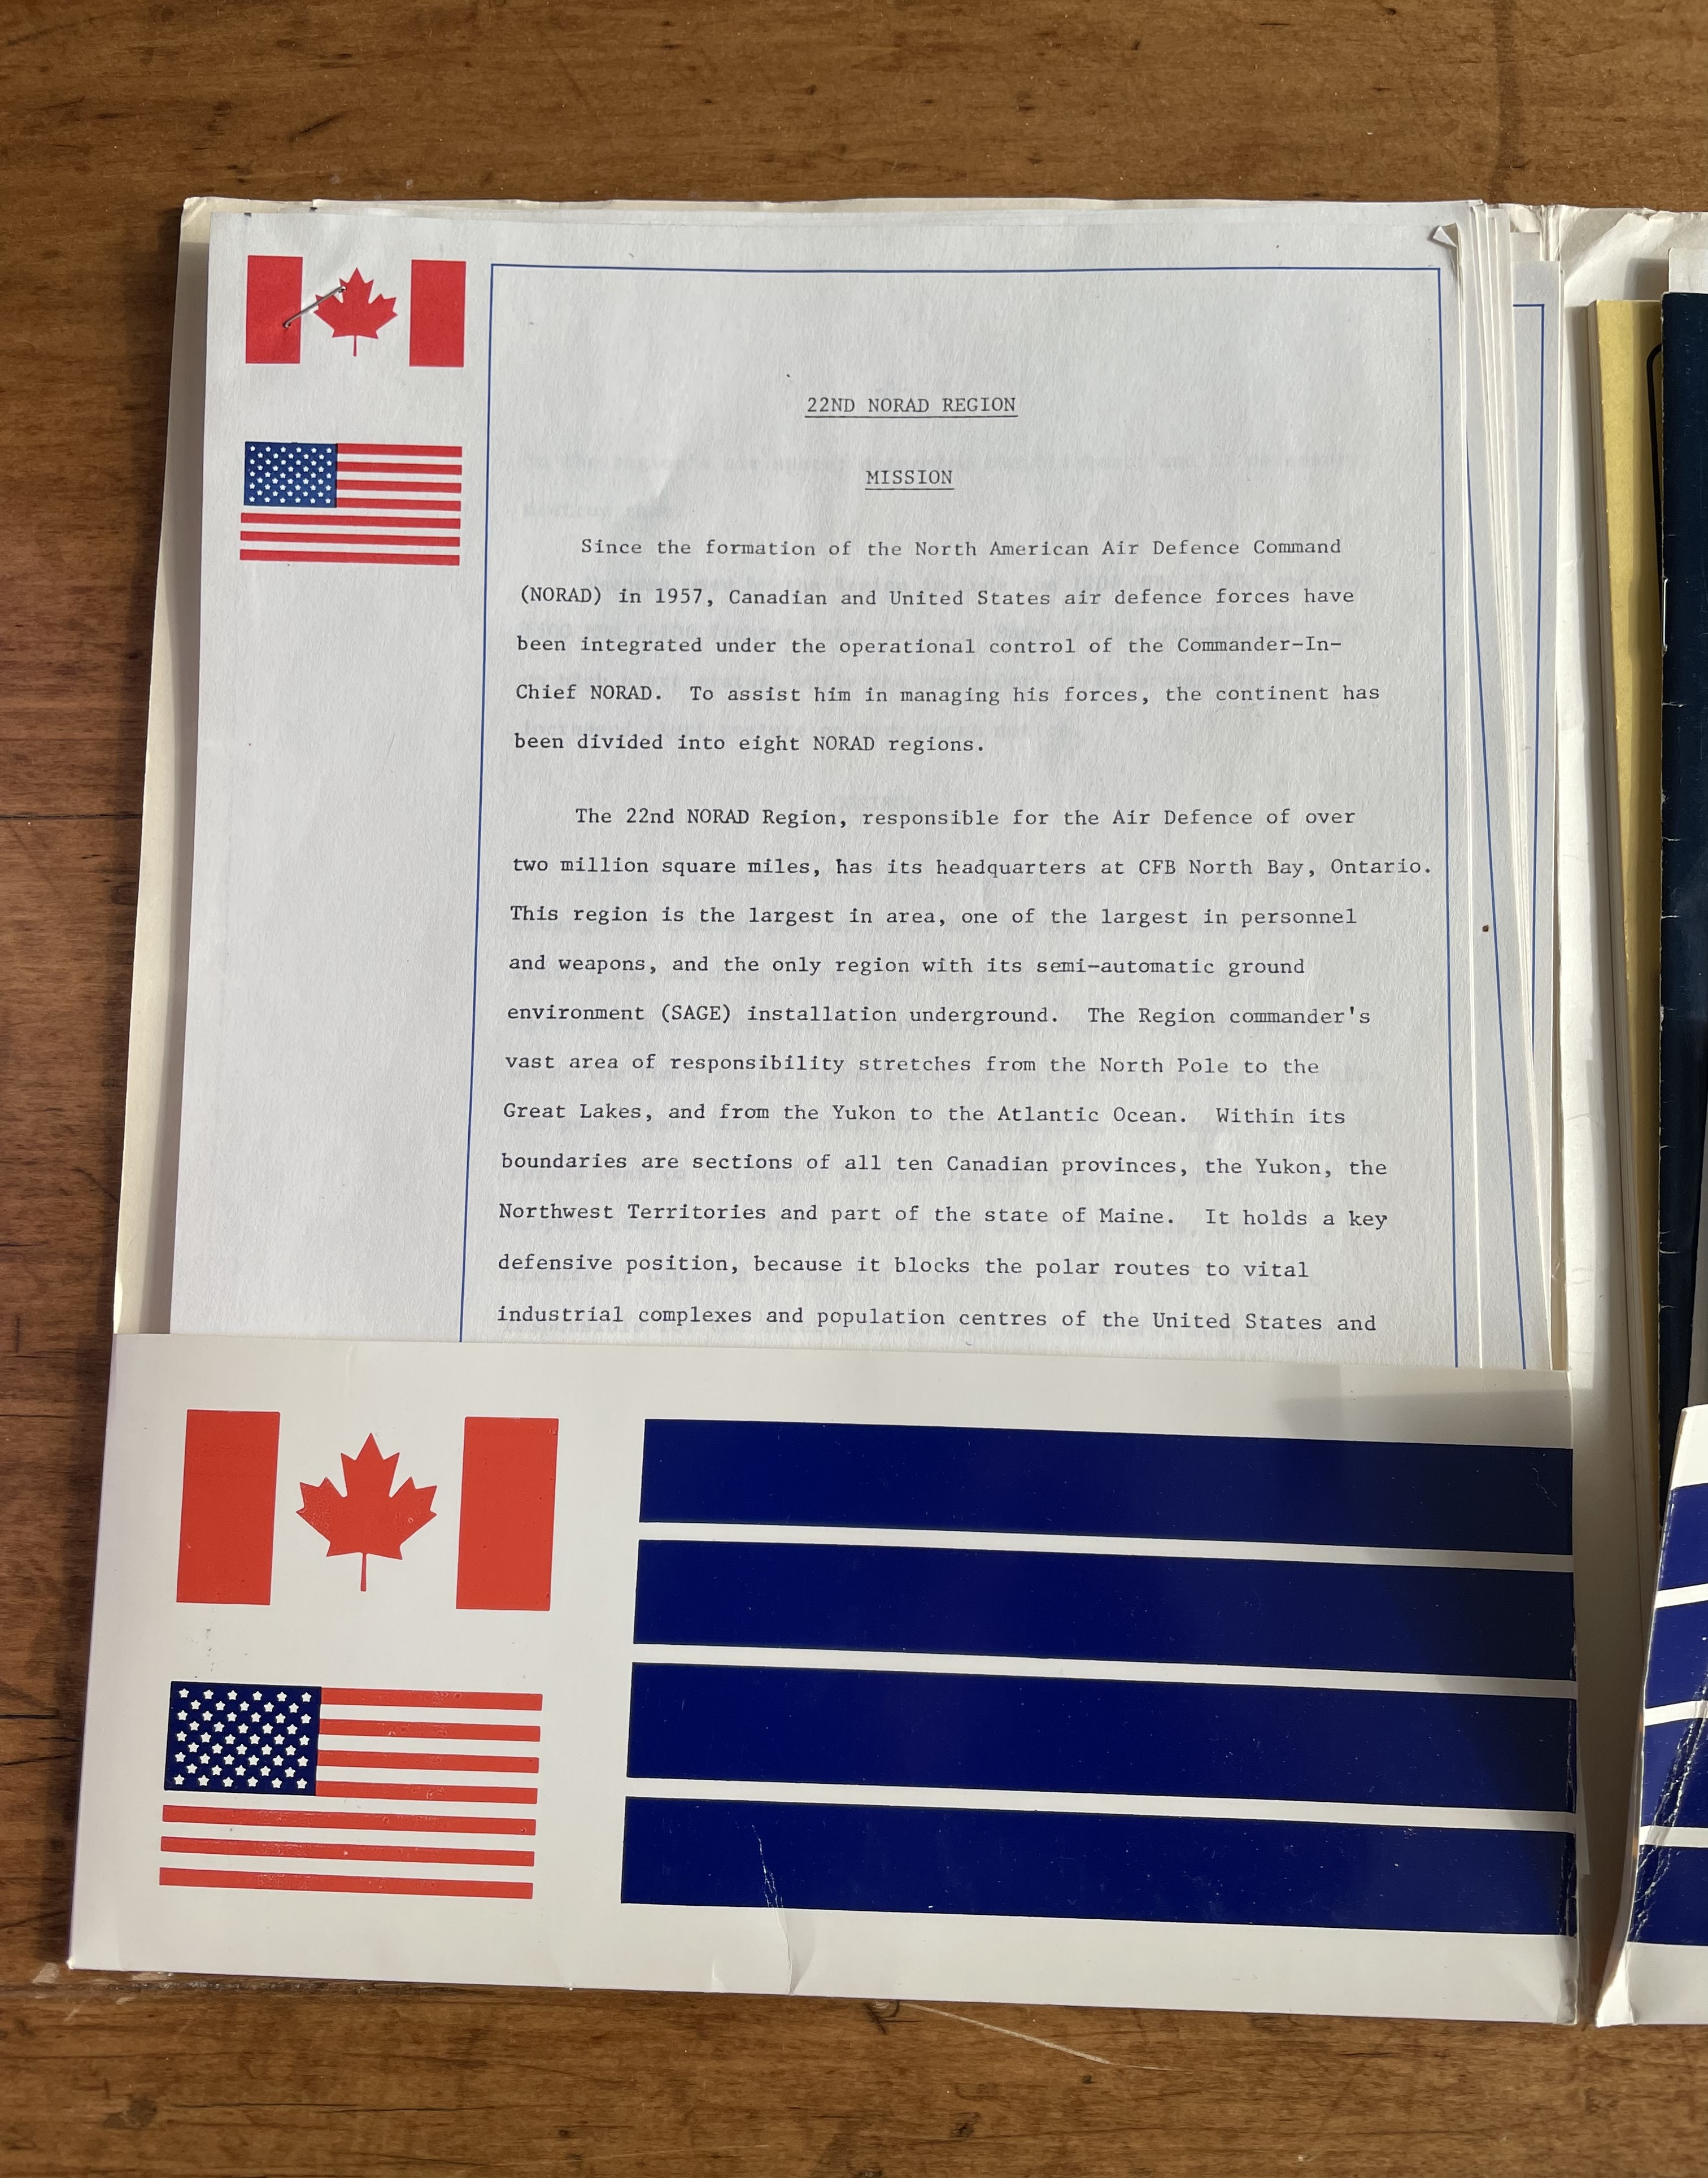 22ND NORAD REGION
MISSION
Since the formation of the North American Air Defence Command
(NORAD) in 1957, Canadian and United States air defence forces have
been integrated under the operational control of the Commander-In-
Chief NORAD. To assist him in managing his forces, the continent has
been divided into eight NORAD regions.
The 22nd NORAD Region, responsible for the Air Defence of over
two million square miles, has its headquarters at CFB North Bay, Ontario.
This region is the largest in area, one of the largest in personnel
and weapons, and the only region with its semi-automatic ground
environment (SAGE) installation underground. The Region commander's
vast area of responsibility stretches from the North Pole to the
Great Lakes, and from the Yukon to the Atlantic Ocean. Within its
boundaries are sections of all ten Canadian provinces, the Yukon, the
Northwest Territories and part of the state of Maine. It holds a key
defensive position, because it blocks the polar routes to vital
industrial complexes and population centres of the United States and